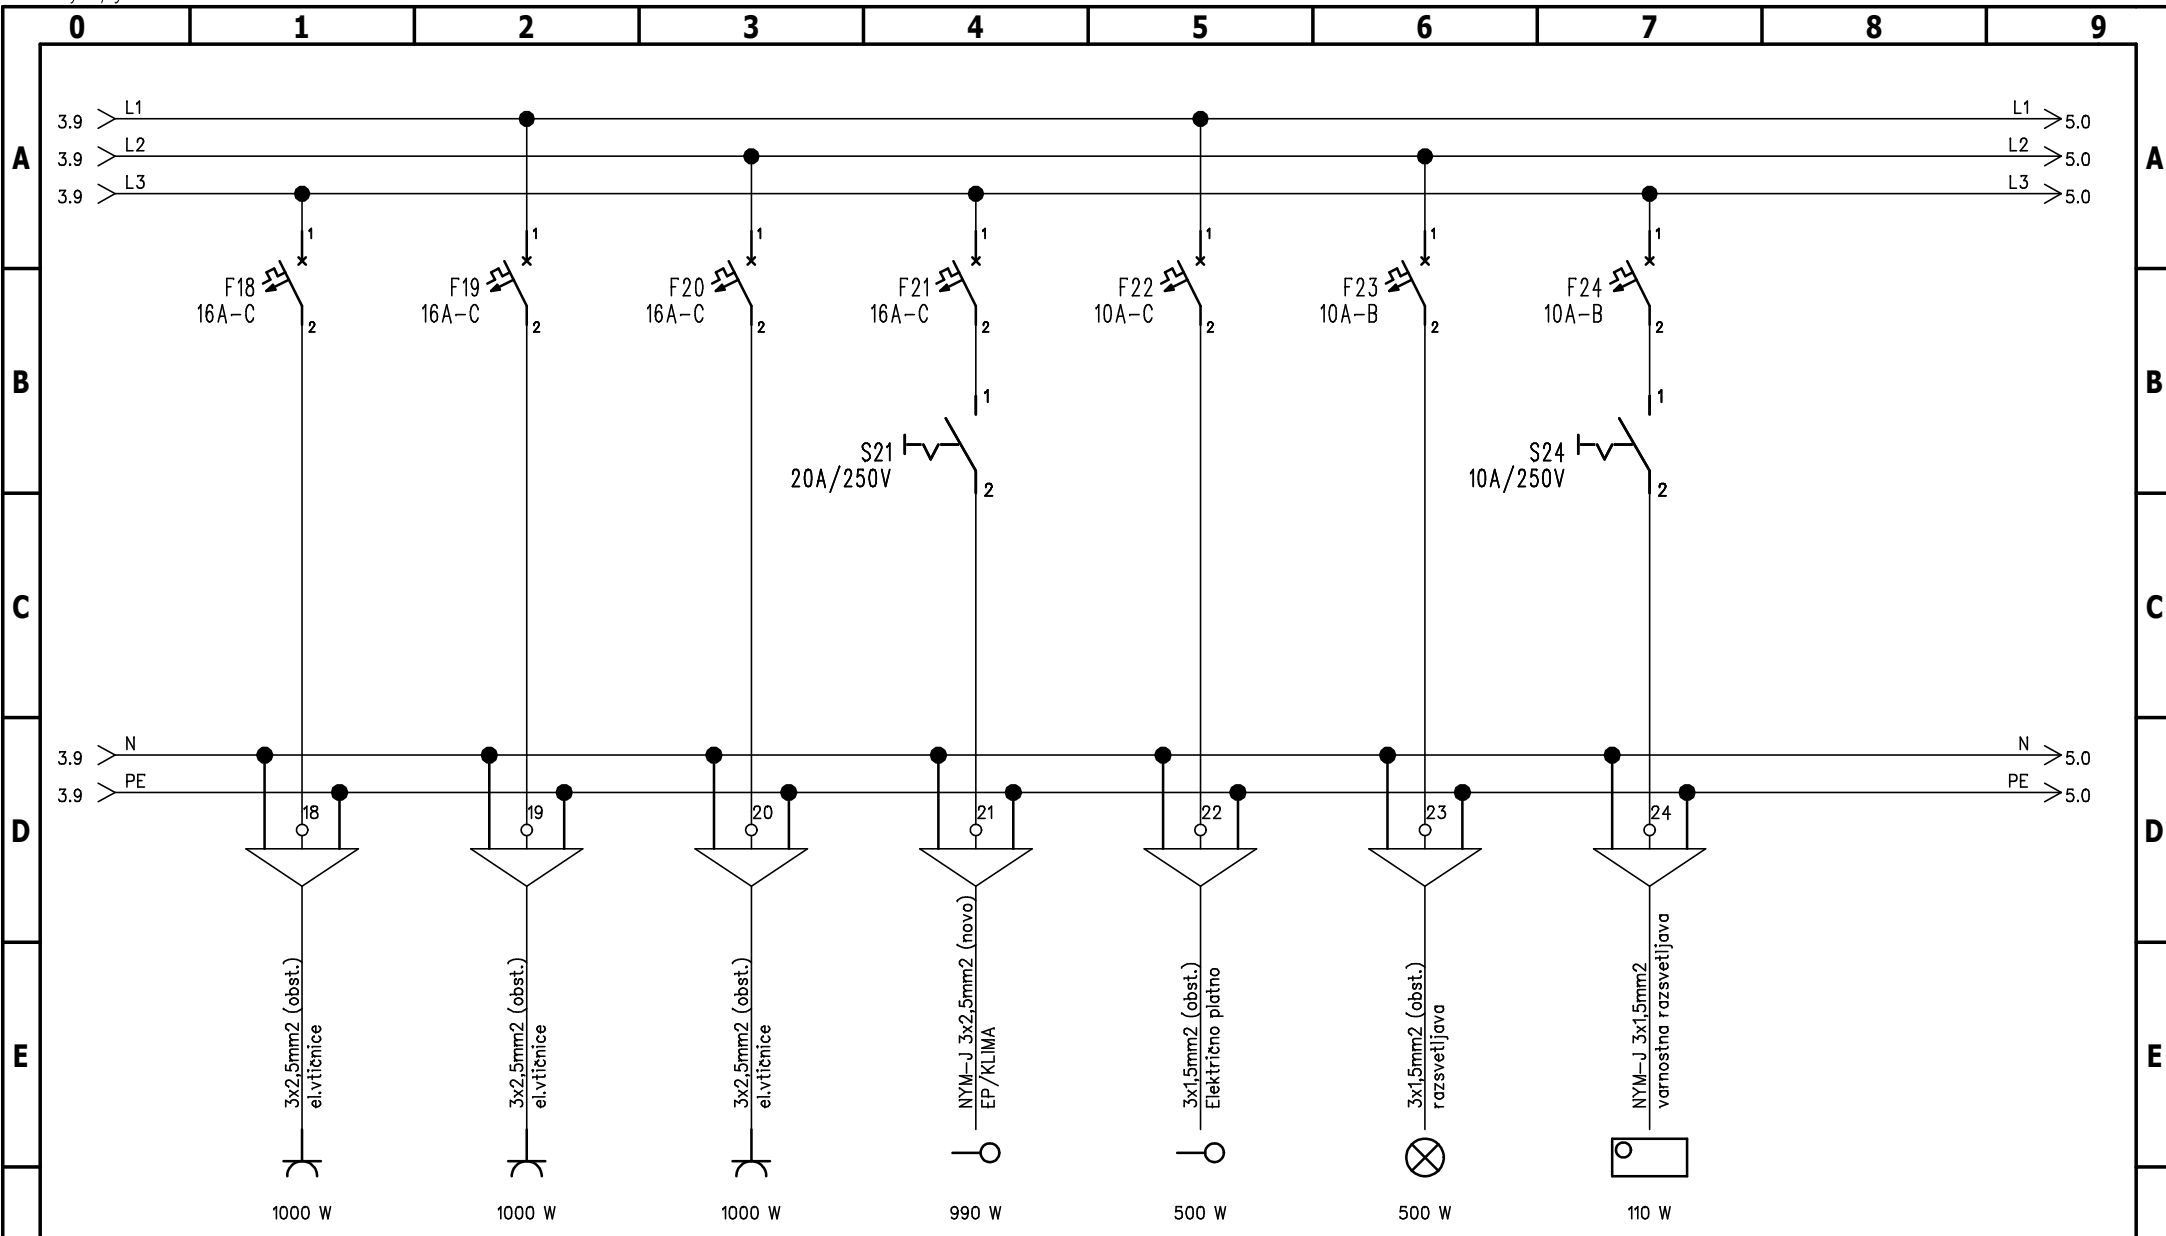 0 1 2 3 4 5 6 7 8 9
3.9 L1 L1 5.0
A 3.9 L2 L2 5.0 A
3.9 L3 L3 5.0
1 1 1 1 1 1 1
F18 F19 F20 F21 F22 F23 F24
16A-C 16A-C 16A-C 16A-C 10A-C 10A-B 10A-B
2 2 2 2 2 2 2
B B
1 1
S21 S24
20A/250V 10A/250V
2 2
C C
3.9 N N 5.0
3.9 PE PE 5.0
18 19 20 21 22 23 24
D D
3x2,5mm2 (obst.)
el.vtičnice
3x2,5mm2 (obst.)
el.vtičnice
3x2,5mm2 (obst.)
el.vtičnice
NYM-J 3x2,5mm2 (novo)
EP/KLIMA
3x1,5mm2 (obst.)
Električno platno
3x1,5mm2 (obst.)
razsvetljava
NYM-J 3x1,5mm2
varnostna razsvetljava
E E
1000 W 1000 W 1000 W 990 W 500 W 500 W 110 W